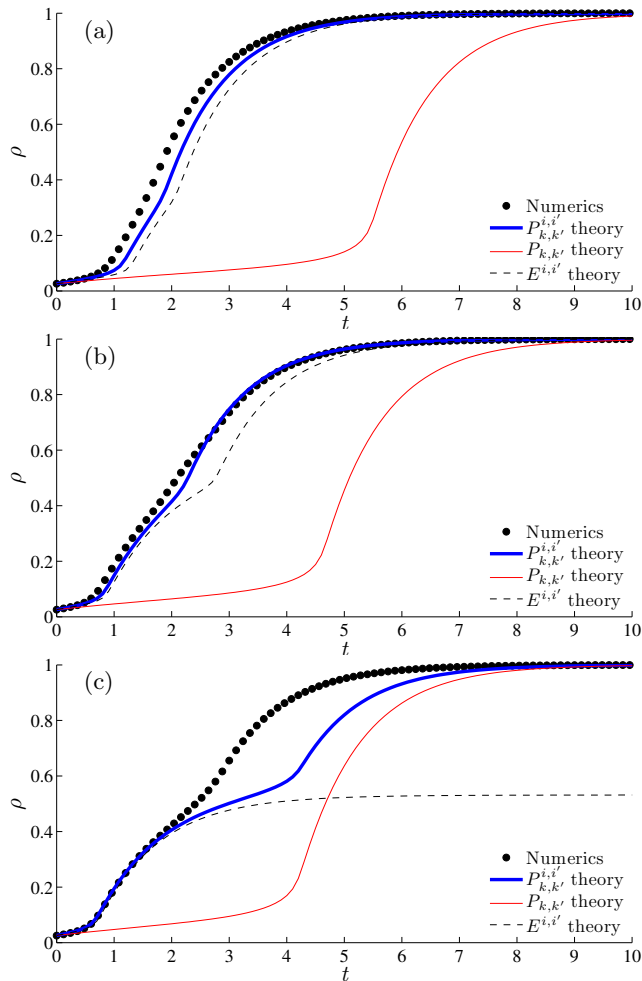 (a)
1
0.8
0.6
0.4
0.2
0
ρ
0 1 2 3 4 5 6 7 8 9 10
t
Numerics
$P_{k,k'}^{i,i'}$ theory
$P_{k,k'}$ theory
$E^{i,i'}$ theory
(b)
1
0.8
0.6
0.4
0.2
0
ρ
0 1 2 3 4 5 6 7 8 9 10
t
Numerics
$P_{k,k'}^{i,i'}$ theory
$P_{k,k'}$ theory
$E^{i,i'}$ theory
(c)
1
0.8
0.6
0.4
0.2
0
ρ
0 1 2 3 4 5 6 7 8 9 10
t
Numerics
$P_{k,k'}^{i,i'}$ theory
$P_{k,k'}$ theory
$E^{i,i'}$ theory